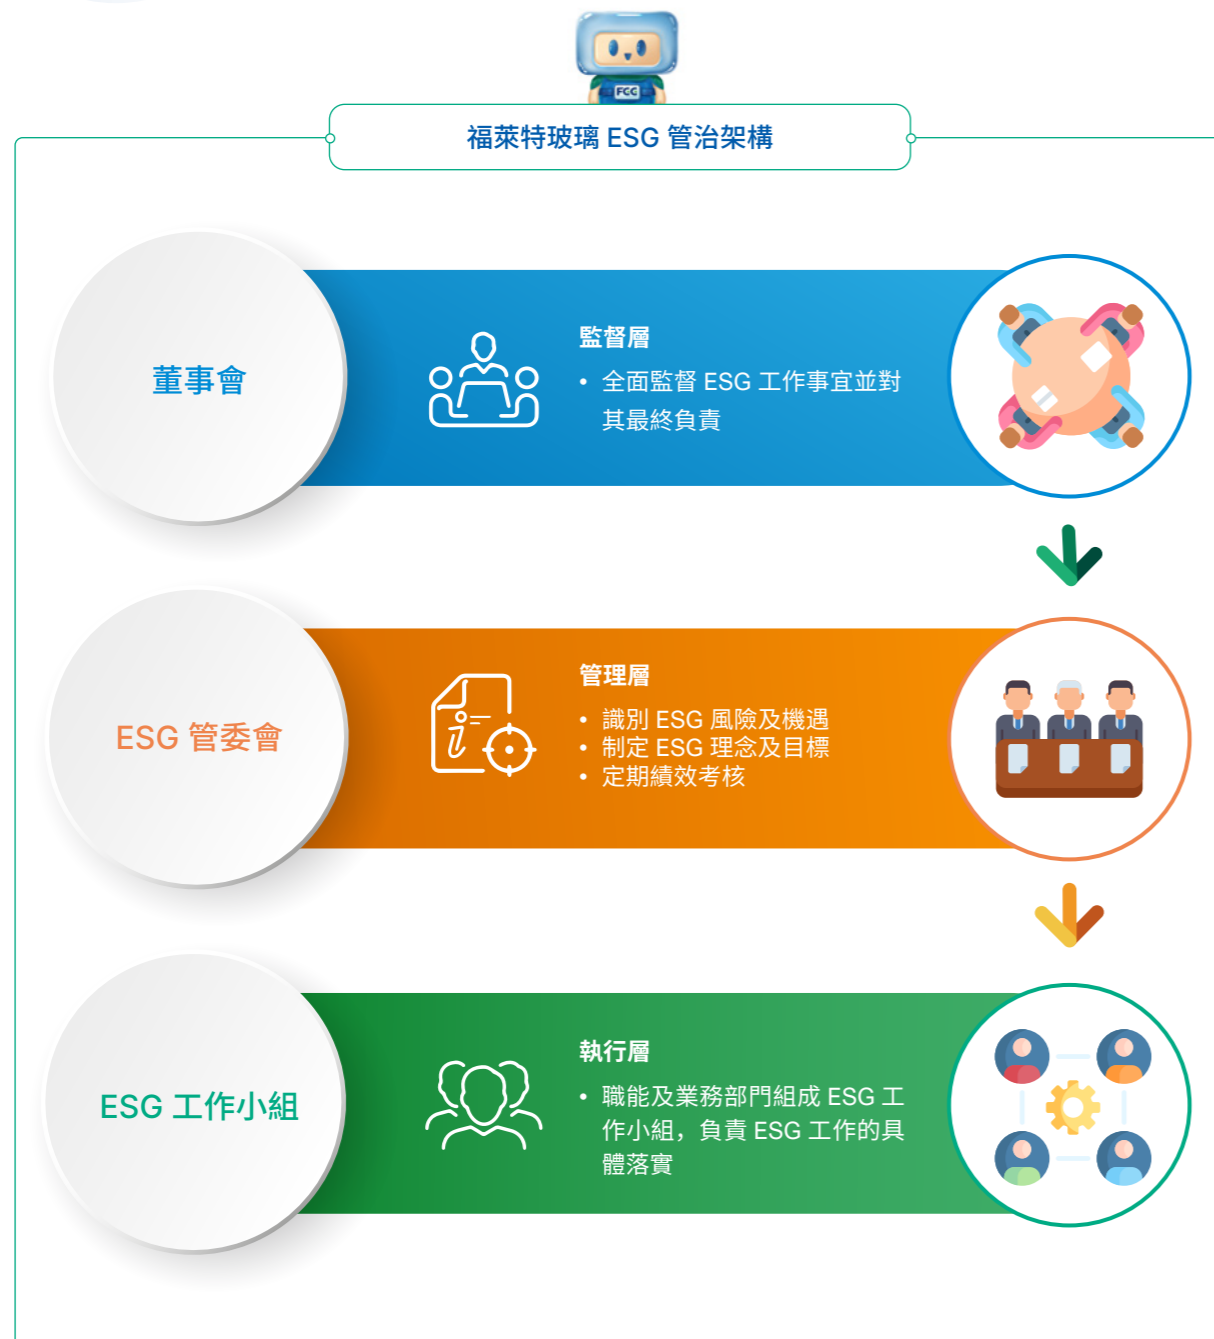 FGG
福萊特玻璃 ESG 管治架構
董事會
監督層
• 全面監督 ESG 工作事宜並對
其最終負責
ESG 管委會
管理層
• 識別 ESG 風險及機遇
• 制定 ESG 理念及目標
• 定期績效考核
ESG 工作小組
執行層
• 職能及業務部門組成 ESG 工
作小組，負責 ESG 工作的具
體落實